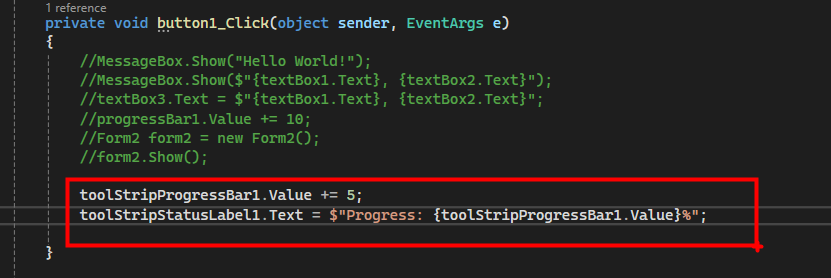 1 reference
private void button1_Click(object sender, EventArgs e)
{
//MessageBox.Show("Hello World!");
//MessageBox.Show($"{textBox1.Text}, {textBox2.Text}");
//textBox3.Text = $"{textBox1.Text}, {textBox2.Text}";
//progressBar1.Value += 10;
//Form2 form2 = new Form2();
//form2.Show();
toolStripProgressBar1.Value += 5;
toolStripStatusLabel1.Text = $"Progress: {toolStripProgressBar1.Value}%";
}